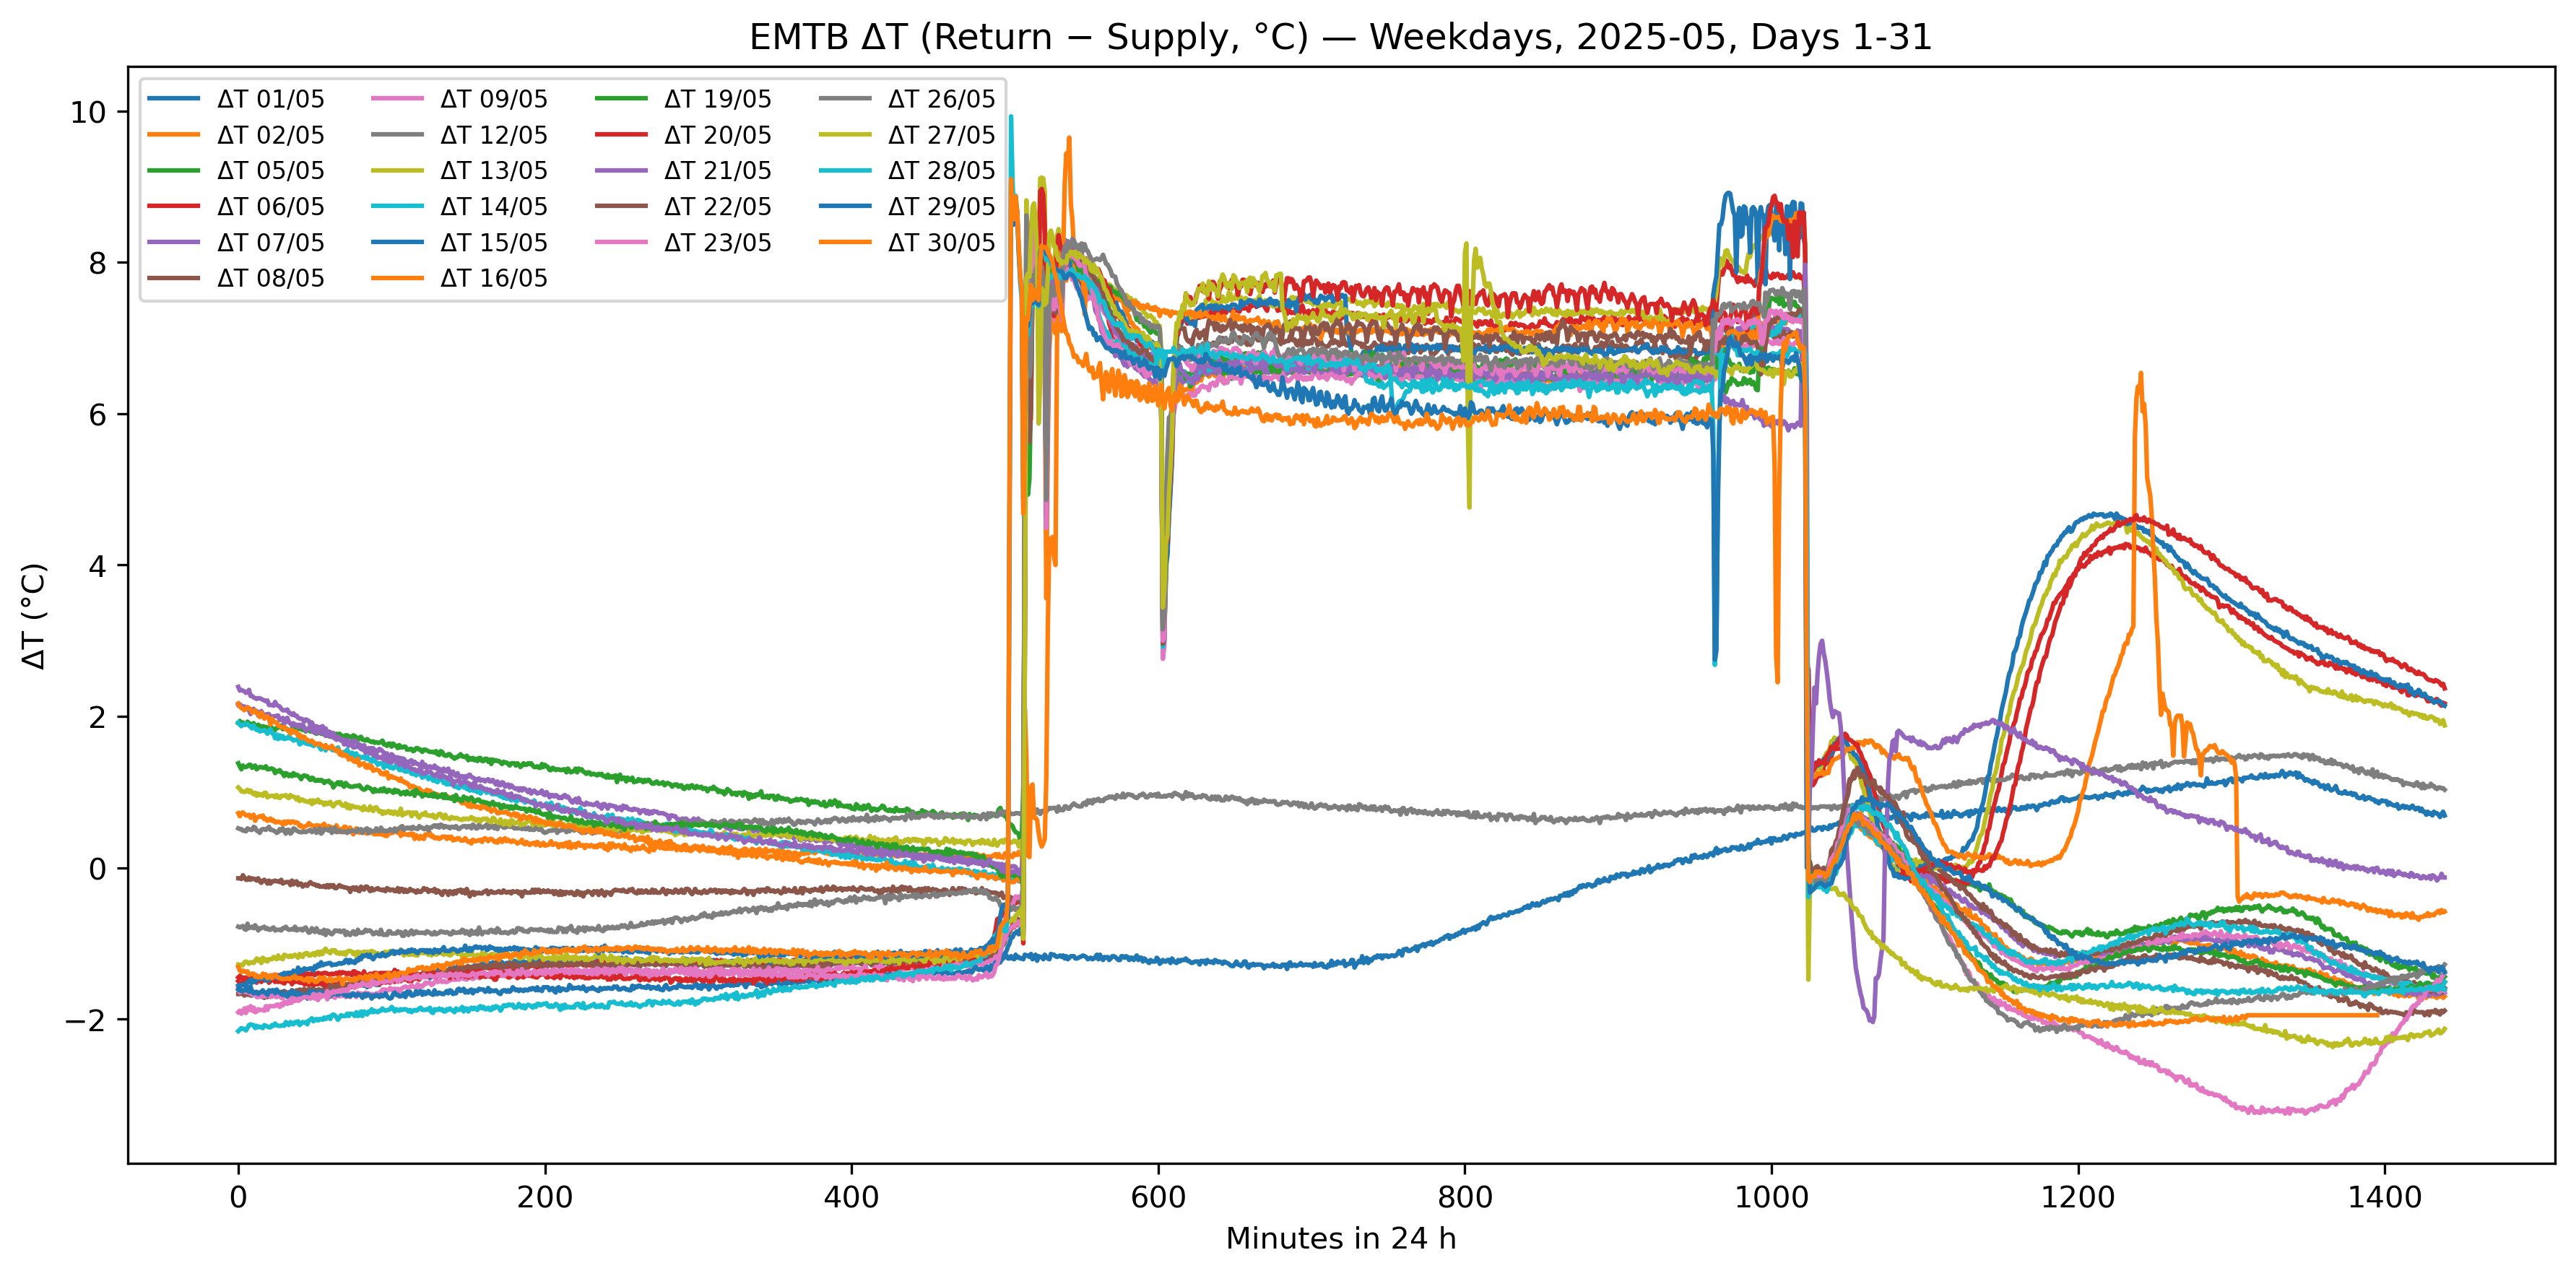 EMTB ΔT (Return − Supply, °C) — Weekdays, 2025-05, Days 1-31
ΔT 01/05
ΔT 02/05
ΔT 05/05
ΔT 06/05
ΔT 07/05
ΔT 08/05
ΔT 09/05
ΔT 12/05
ΔT 13/05
ΔT 14/05
ΔT 15/05
ΔT 16/05
ΔT 19/05
ΔT 20/05
ΔT 21/05
ΔT 22/05
ΔT 23/05
ΔT 26/05
ΔT 27/05
ΔT 28/05
ΔT 29/05
ΔT 30/05
ΔT (°C)
10
8
6
4
2
0
−2
0 200 400 600 800 1000 1200 1400
Minutes in 24 h